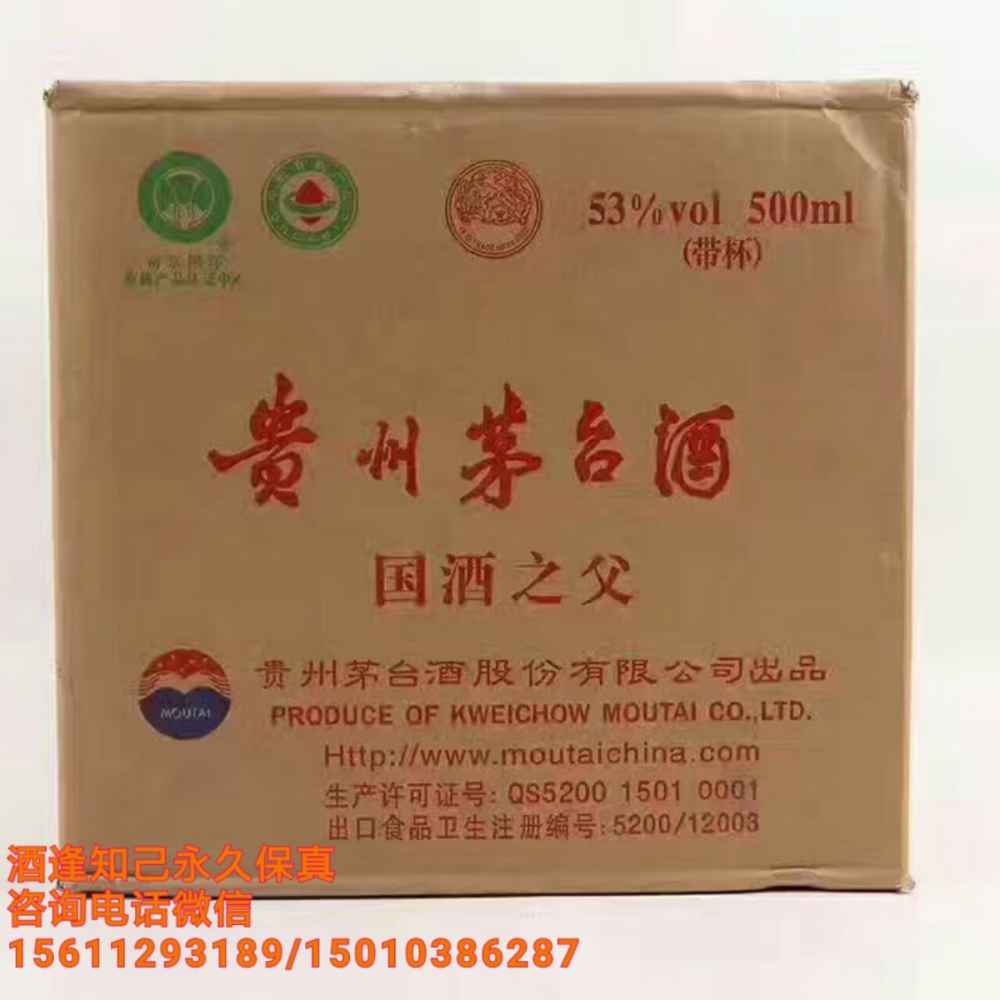 53%vol 500ml
(带杯)
贵州茅台酒
国酒之父
MOUTAI
贵州茅台酒股份有限公司出品
PRODUCE OF KWEICHOW MOUTAI CO.,LTD.
Http://www.moutaichina.com
生产许可证号: QS5200 1501 0001
出口食品卫生注册编号: 5200/12003
酒逢知己永久保真
咨询电话微信
15611293189/15010386287